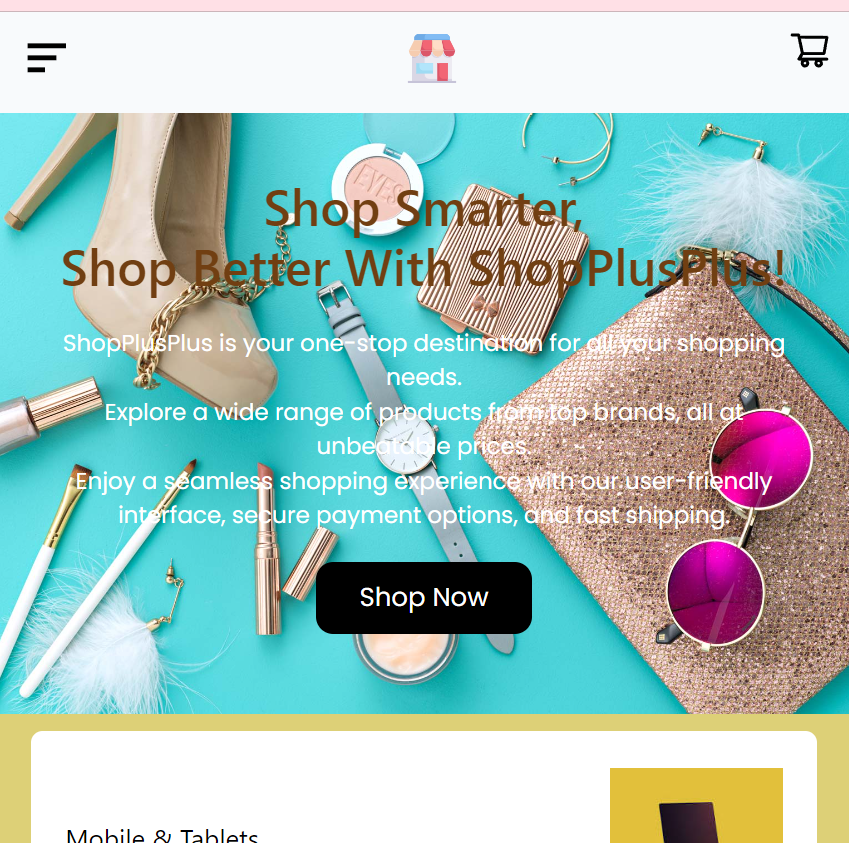 EYES
Shop Smarter,
Shop Better With ShopPlusPlus!
ShopPlusPlus is your one-stop destination for all your shopping
needs.
Explore a wide range of products from top brands, all at
unbeatable prices.
Enjoy a seamless shopping experience with our user-friendly
interface, secure payment options, and fast shipping.
Shop Now
Mobile & Tablets